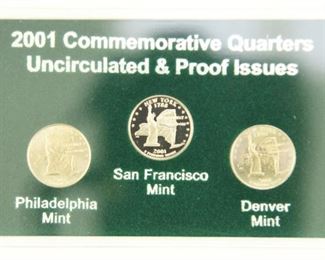 2001 Commemorative Quarters
Uncirculated & Proof Issues
NEW YORK
1788
2001
San Francisco
Mint
Philadelphia
Mint
Denver
Mint